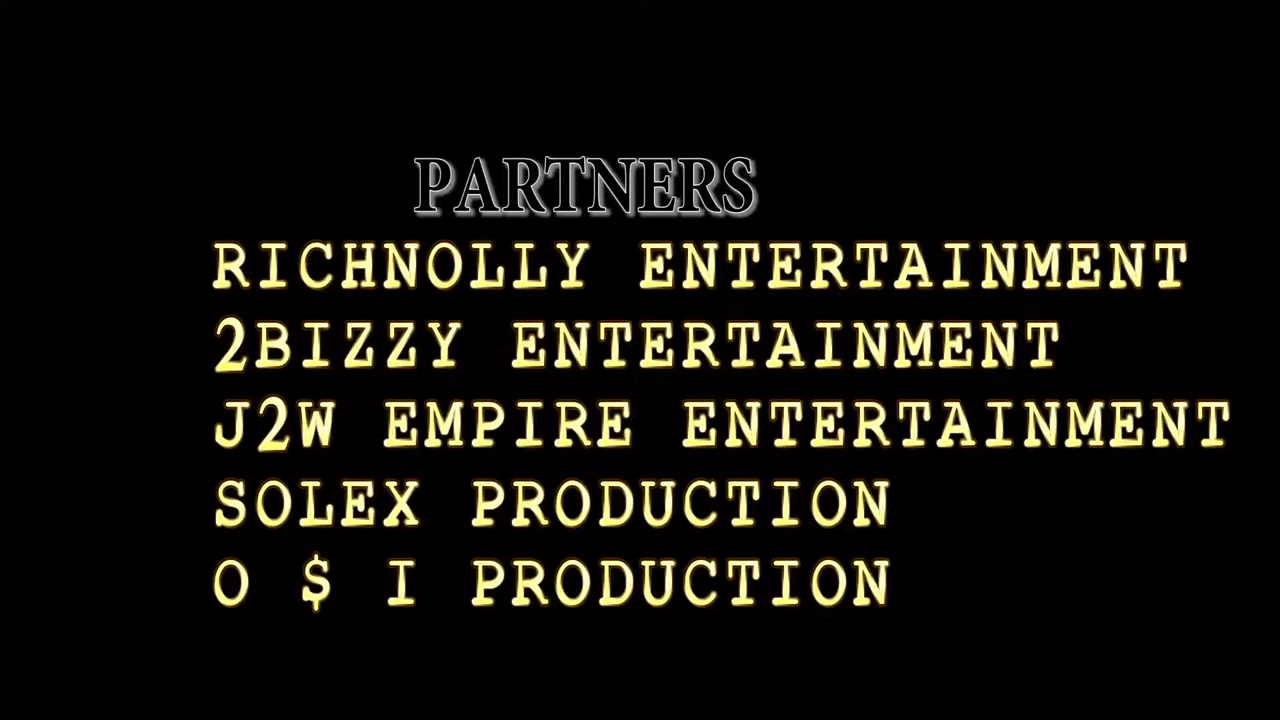 PARTNERS
RICHNOLLY ENTERTAINMENT
2BIZZY ENTERTAINMENT
J2W EMPIRE ENTERTAINMENT
SOLEX PRODUCTION
O $ I PRODUCTION